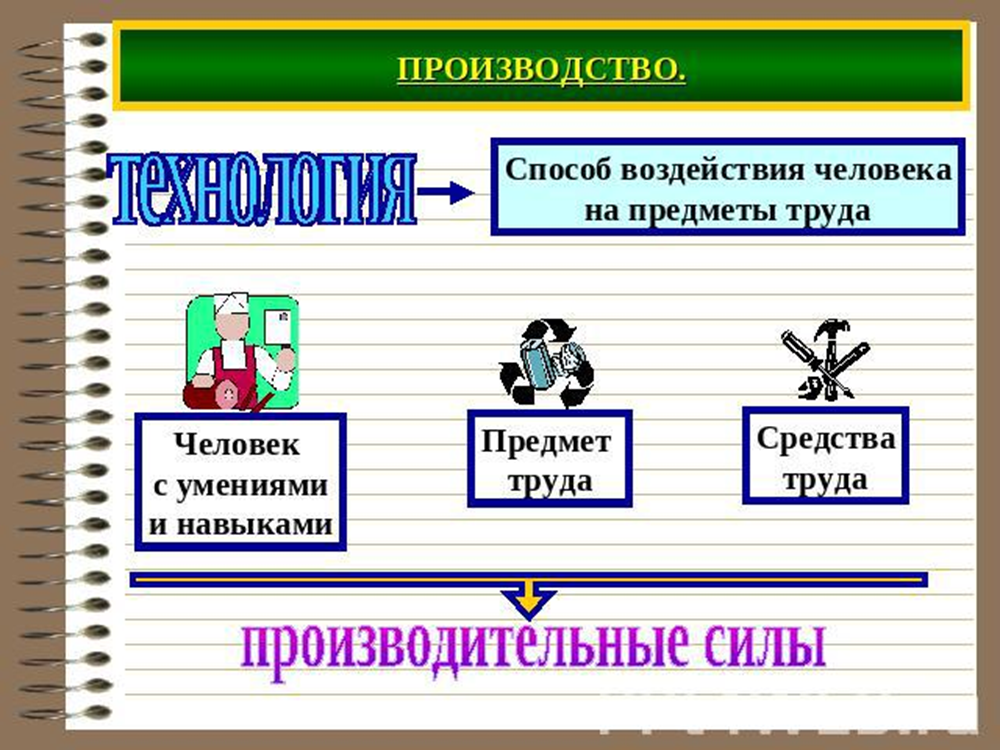 ПРОИЗВОДСТВО.
технология
Способ воздействия человека
на предметы труда
Человек
с умениями
и навыками
Предмет
труда
Средства
труда
производительные силы